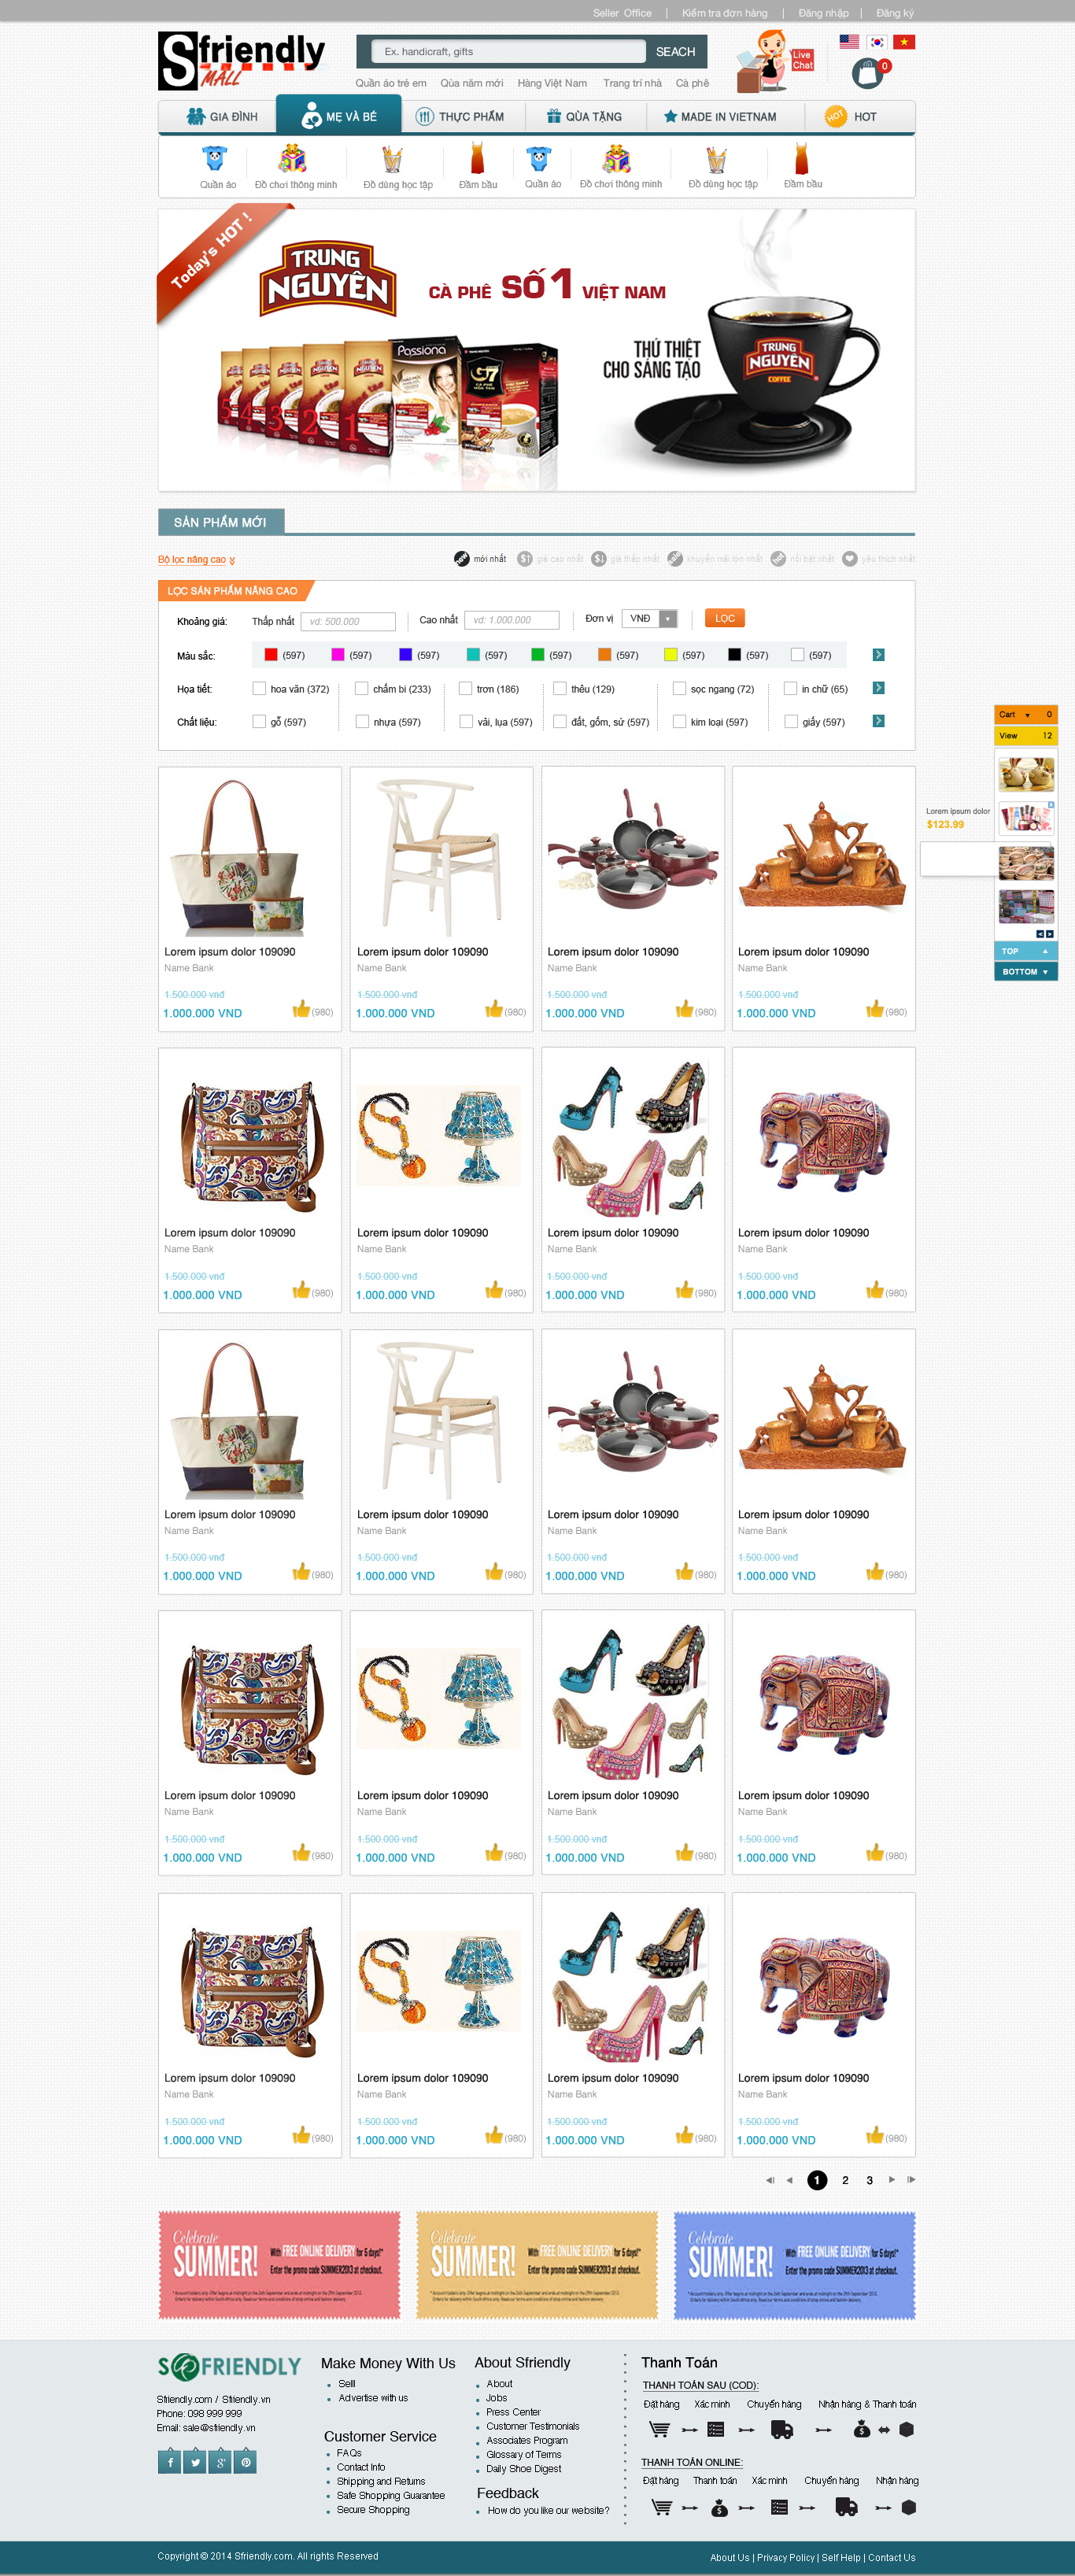 Seller Office | Kiểm tra đơn hàng | Đăng nhập | Đăng ký
Sfriendly
MALL
Ex. handicraft, gifts
SEACH
Quần áo trẻ em Qùa năm mới Hàng Việt Nam Trang trí nhà Cà phê
Live
Chat
0
GIA ĐÌNH
MẸ VÀ BÉ
THỰC PHẨM
QÙA TẶNG
MADE IN VIETNAM
HOT
HOT
Quần áo Đồ chơi thông minh Đồ dùng học tập Đầm bầu Quần áo Đồ chơi thông minh Đồ dùng học tập Đầm bầu
Today's HOT !
TRUNG
NGUYÊN
CÀ PHÊ SỐ 1 VIỆT NAM
THỨ THIỆT
CHO SÁNG TẠO
TRUNG
NGUYÊN
COFFEE
5 4 3 2 1
Passiona
G7
SẢN PHẨM MỚI
Bộ lọc nâng cao
mới nhất giá cao nhất giá thấp nhất khuyến mãi lớn nhất nổi bật nhất yêu thích nhất
LỌC SẢN PHẨM NÂNG CAO
Khoảng giá: Thấp nhất vd: 500.000 Cao nhất vd: 1.000.000 Đơn vị VNĐ LỌC
Màu sắc: (597) (597) (597) (597) (597) (597) (597) (597) (597)
Họa tiết: hoa văn (372) chấm bi (233) trơn (186) thêu (129) sọc ngang (72) in chữ (65)
Chất liệu: gỗ (597) nhựa (597) vải, lụa (597) đất, gốm, sứ (597) kim loại (597) giấy (597)
Cart 0
View 12
Lorem ipsum dolor
$123.99
TOP
BOTTOM
Lorem ipsum dolor 109090 Lorem ipsum dolor 109090 Lorem ipsum dolor 109090 Lorem ipsum dolor 109090
Name Bank Name Bank Name Bank Name Bank
1.500.000 vnđ 1.500.000 vnđ 1.500.000 vnđ 1.500.000 vnđ
1.000.000 VND (980) 1.000.000 VND (980) 1.000.000 VND (980) 1.000.000 VND (980)
Lorem ipsum dolor 109090 Lorem ipsum dolor 109090 Lorem ipsum dolor 109090 Lorem ipsum dolor 109090
Name Bank Name Bank Name Bank Name Bank
1.500.000 vnđ 1.500.000 vnđ 1.500.000 vnđ 1.500.000 vnđ
1.000.000 VND (980) 1.000.000 VND (980) 1.000.000 VND (980) 1.000.000 VND (980)
Lorem ipsum dolor 109090 Lorem ipsum dolor 109090 Lorem ipsum dolor 109090 Lorem ipsum dolor 109090
Name Bank Name Bank Name Bank Name Bank
1.500.000 vnđ 1.500.000 vnđ 1.500.000 vnđ 1.500.000 vnđ
1.000.000 VND (980) 1.000.000 VND (980) 1.000.000 VND (980) 1.000.000 VND (980)
Lorem ipsum dolor 109090 Lorem ipsum dolor 109090 Lorem ipsum dolor 109090 Lorem ipsum dolor 109090
Name Bank Name Bank Name Bank Name Bank
1.500.000 vnđ 1.500.000 vnđ 1.500.000 vnđ 1.500.000 vnđ
1.000.000 VND (980) 1.000.000 VND (980) 1.000.000 VND (980) 1.000.000 VND (980)
Lorem ipsum dolor 109090 Lorem ipsum dolor 109090 Lorem ipsum dolor 109090 Lorem ipsum dolor 109090
Name Bank Name Bank Name Bank Name Bank
1.500.000 vnđ 1.500.000 vnđ 1.500.000 vnđ 1.500.000 vnđ
1.000.000 VND (980) 1.000.000 VND (980) 1.000.000 VND (980) 1.000.000 VND (980)
1 2 3
Celebrate
SUMMER!
With FREE ONLINE DELIVERY for 5 days!*
Enter the promo code SUMMER2013 at checkout.
Celebrate
SUMMER!
With FREE ONLINE DELIVERY for 5 days!*
Enter the promo code SUMMER2013 at checkout.
Celebrate
SUMMER!
With FREE ONLINE DELIVERY for 5 days!*
Enter the promo code SUMMER2013 at checkout.
SOFRIENDLY
Sfriendly.com / Sfriendly.vn
Phone: 098 999 999
Email: sale@sfriendly.vn
Make Money With Us
Selll
Advertise with us
Customer Service
FAQs
Contact Info
Shipping and Returns
Safe Shopping Guarantee
Secure Shopping
About Sfriendly
About
Jobs
Press Center
Customer Testimonials
Associates Program
Glossary of Terms
Daily Shoe Digest
Feedback
How do you like our website?
Thanh Toán
THANH TOÁN SAU (COD):
Đặt hàng Xác minh Chuyển hàng Nhận hàng & Thanh toán
THANH TOÁN ONLINE:
Đặt hàng Thanh toán Xác minh Chuyển hàng Nhận hàng
Copyright © 2014 Sfriendly.com. All rights Reserved
About Us | Privacy Policy | Self Help | Contact Us